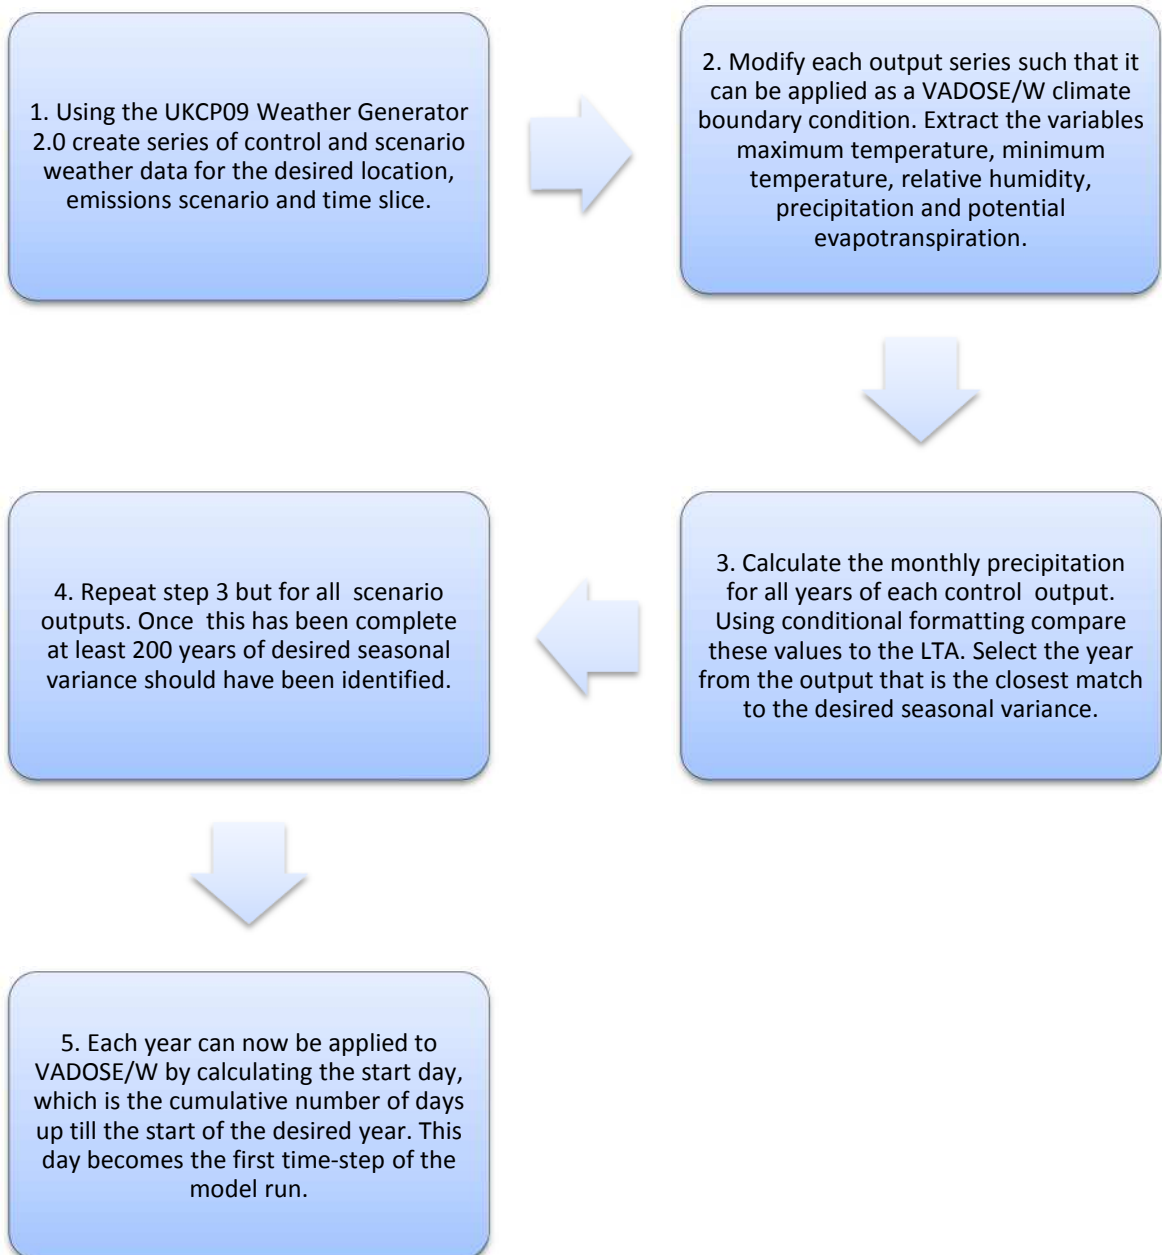 1. Using the UKCP09 Weather Generator
2.0 create series of control and scenario
weather data for the desired location,
emissions scenario and time slice.
2. Modify each output series such that it
can be applied as a VADOSE/W climate
boundary condition. Extract the variables
maximum temperature, minimum
temperature, relative humidity,
precipitation and potential
evapotranspiration.
3. Calculate the monthly precipitation
for all years of each control output.
Using conditional formatting compare
these values to the LTA. Select the year
from the output that is the closest match
to the desired seasonal variance.
4. Repeat step 3 but for all scenario
outputs. Once this has been complete
at least 200 years of desired seasonal
variance should have been identified.
5. Each year can now be applied to
VADOSE/W by calculating the start day,
which is the cumulative number of days
up till the start of the desired year. This
day becomes the first time-step of the
model run.